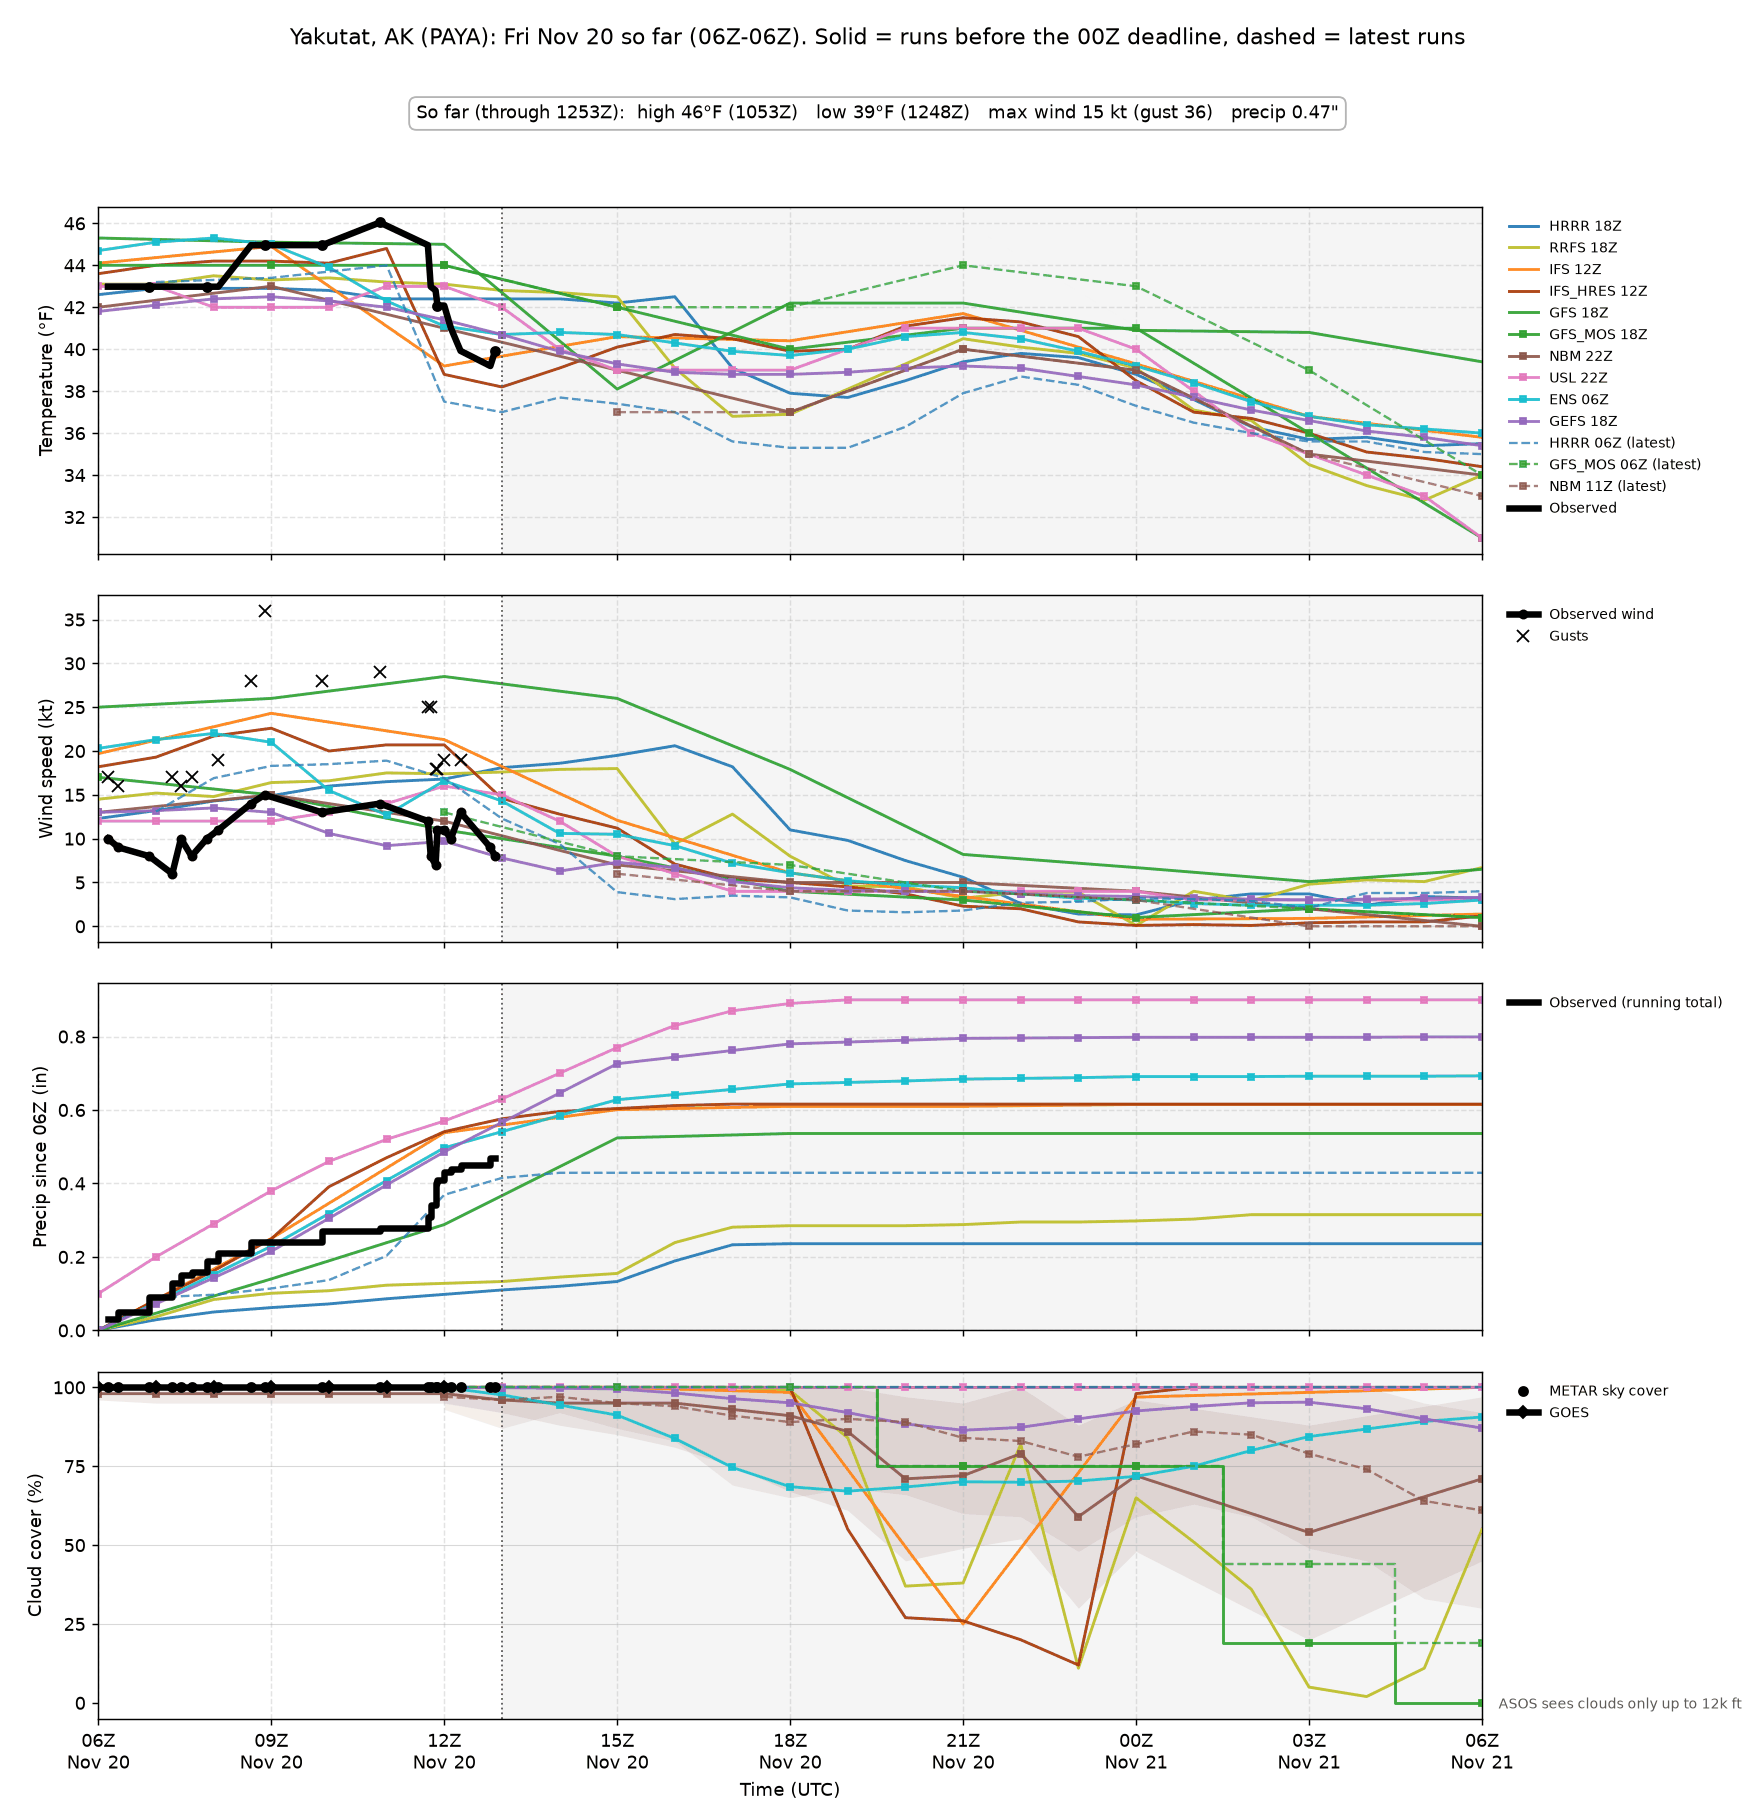 Yakutat, AK (PAYA): Fri Nov 20 so far (06Z-06Z). Solid = runs before the 00Z deadline, dashed = latest runs
So far (through 1253Z):  high 46°F (1053Z)   low 39°F (1248Z)   max wind 15 kt (gust 36)   precip 0.47"
Temperature (°F)
46
44
42
40
38
36
34
32
HRRR 18Z
RRFS 18Z
IFS 12Z
IFS_HRES 12Z
GFS 18Z
GFS_MOS 18Z
NBM 22Z
USL 22Z
ENS 06Z
GEFS 18Z
HRRR 06Z (latest)
GFS_MOS 06Z (latest)
NBM 11Z (latest)
Observed
Wind speed (kt)
35
30
25
20
15
10
5
0
Observed wind
Gusts
Precip since 06Z (in)
0.8
0.6
0.4
0.2
0.0
Observed (running total)
Cloud cover (%)
100
75
50
25
0
METAR sky cover
GOES
ASOS sees clouds only up to 12k ft
06Z
Nov 20
09Z
Nov 20
12Z
Nov 20
15Z
Nov 20
18Z
Nov 20
21Z
Nov 20
00Z
Nov 21
03Z
Nov 21
06Z
Nov 21
Time (UTC)